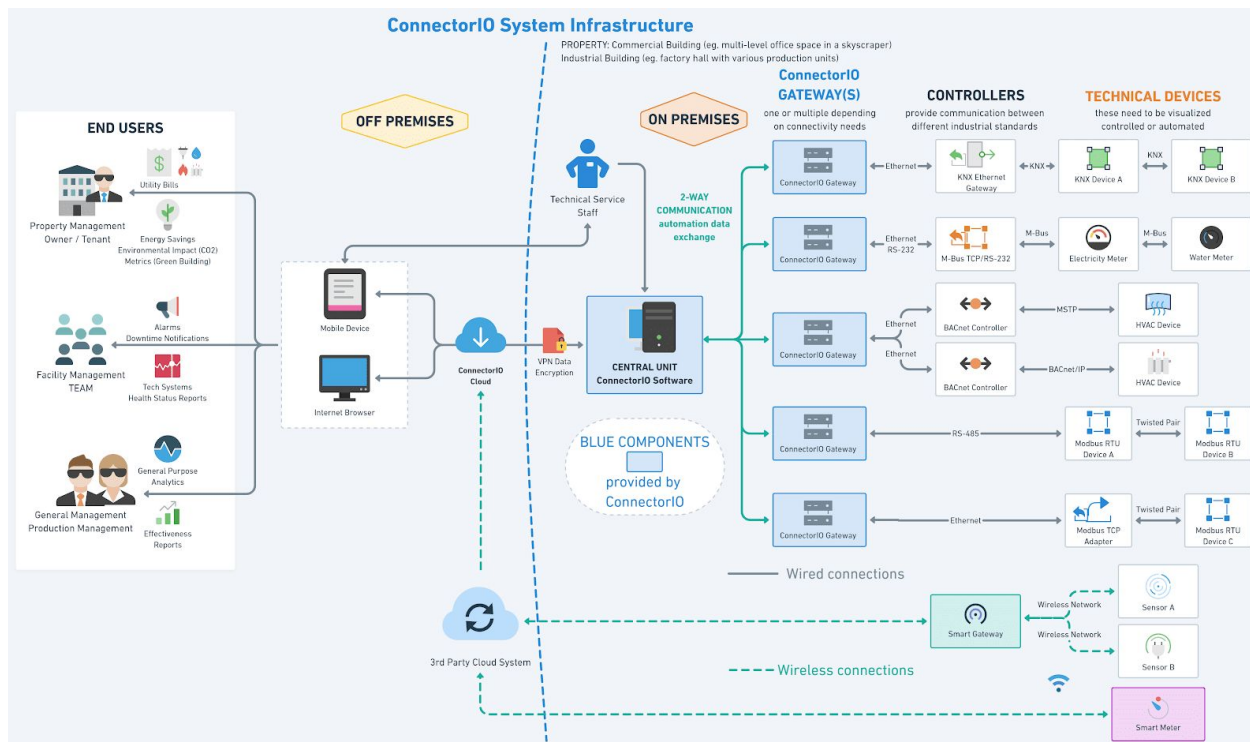 ConnectorIO System Infrastructure
PROPERTY: Commercial Building (eg. multi-level office space in a skyscraper)
Industrial Building (eg. factory hall with various production units)
OFF PREMISES
ON PREMISES
ConnectorIO
GATEWAY(S)
one or multiple depending
on connectivity needs
CONTROLLERS
provide communication between
different industrial standards
TECHNICAL DEVICES
these need to be visualized
controlled or automated
END USERS
Utility Bills
Property Management
Owner / Tenant
Energy Savings
Environmental Impact (CO2)
Metrics (Green Building)
Alarms
Downtime Notifications
Facility Management
TEAM
Tech Systems
Health Status Reports
General Purpose
Analytics
General Management
Production Management
Effectiveness
Reports
Mobile Device
Internet Browser
ConnectorIO
Cloud
VPN Data
Encryption
Technical Service
Staff
CENTRAL UNIT
ConnectorIO Software
2-WAY
COMMUNICATION
automation data
exchange
BLUE COMPONENTS
provided by
ConnectorIO
ConnectorIO Gateway
Ethernet
KNX Ethernet
Gateway
KNX
KNX Device A
KNX
KNX Device B
ConnectorIO Gateway
Ethernet
RS-232
M-Bus TCP/RS-232
M-Bus
Electricity Meter
M-Bus
Water Meter
ConnectorIO Gateway
Ethernet
Ethernet
BACnet Controller
MSTP
HVAC Device
BACnet Controller
BACnet/IP
HVAC Device
ConnectorIO Gateway
RS-485
Modbus RTU
Device A
Twisted Pair
Modbus RTU
Device B
ConnectorIO Gateway
Ethernet
Modbus TCP
Adapter
Twisted Pair
Modbus RTU
Device C
Wired connections
3rd Party Cloud System
Smart Gateway
Wireless Network
Wireless Network
Sensor A
Sensor B
Wireless connections
Smart Meter